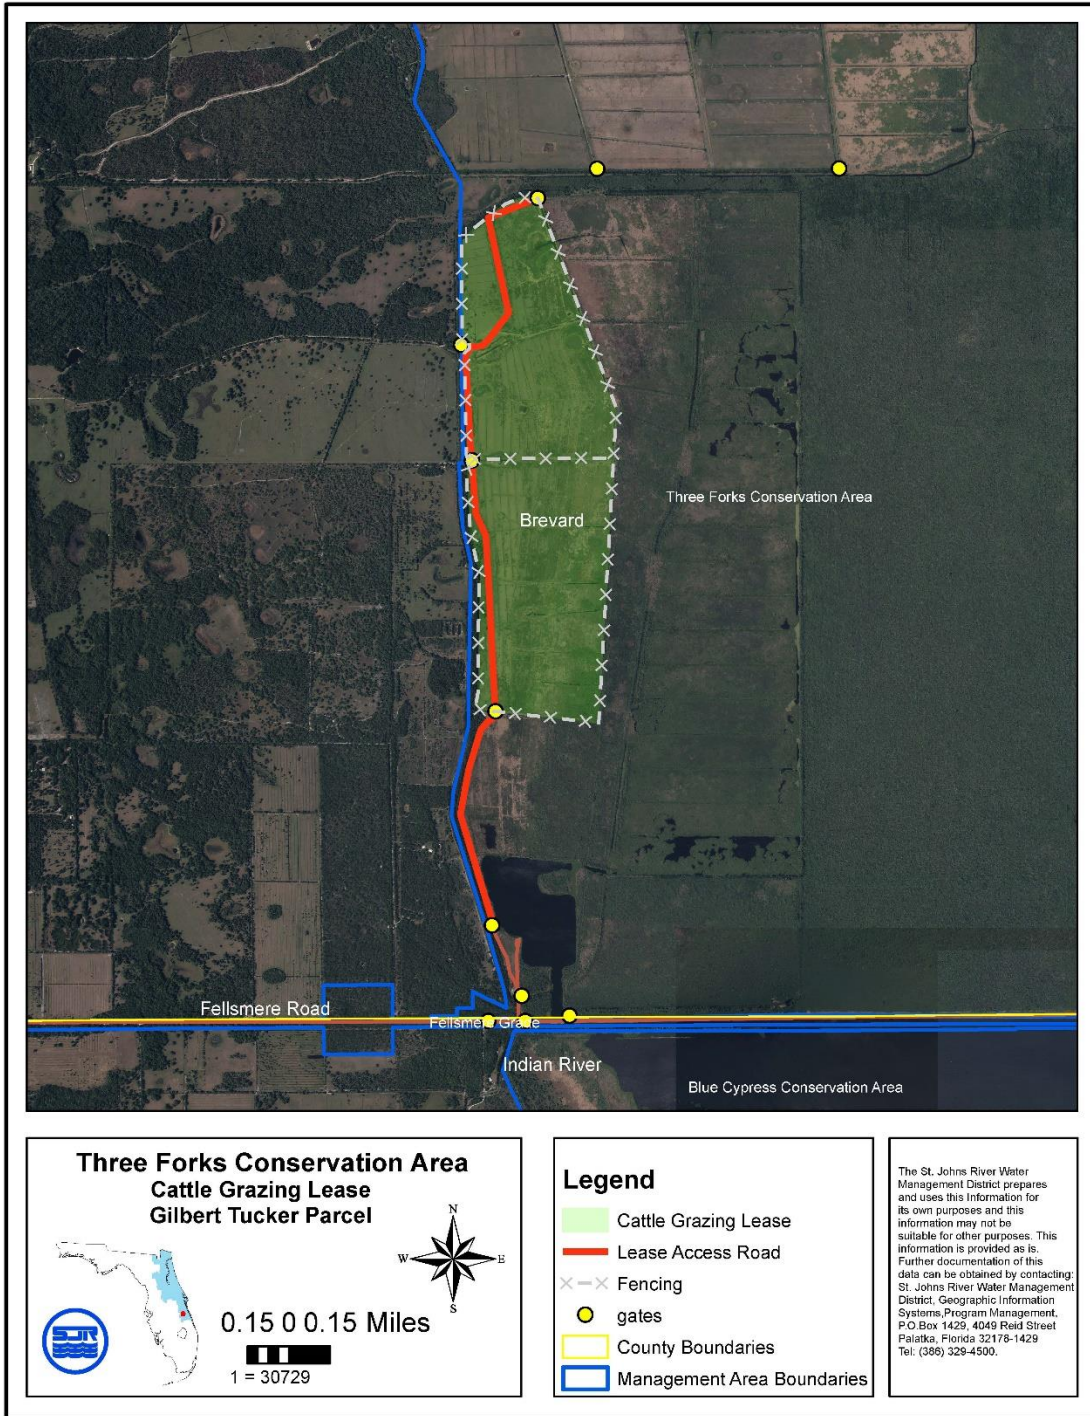 Brevard
Three Forks Conservation Area
Fellsmere Road
Fellsmere Grade
Indian River
Blue Cypress Conservation Area
Three Forks Conservation Area
Cattle Grazing Lease
Gilbert Tucker Parcel
N
W
E
S
SJR
0.15 0 0.15 Miles
1 = 30729
Legend
Cattle Grazing Lease
Lease Access Road
Fencing
gates
County Boundaries
Management Area Boundaries
The St. Johns River Water
Management District prepares
and uses this Information for
its own purposes and this
information may not be
suitable for other purposes. This
information is provided as is.
Further documentation of this
data can be obtained by contacting:
St. Johns River Water Management
District, Geographic Information
Systems,Program Management,
P.O.Box 1429, 4049 Reid Street
Palatka, Florida 32178-1429
Tel: (386) 329-4500.